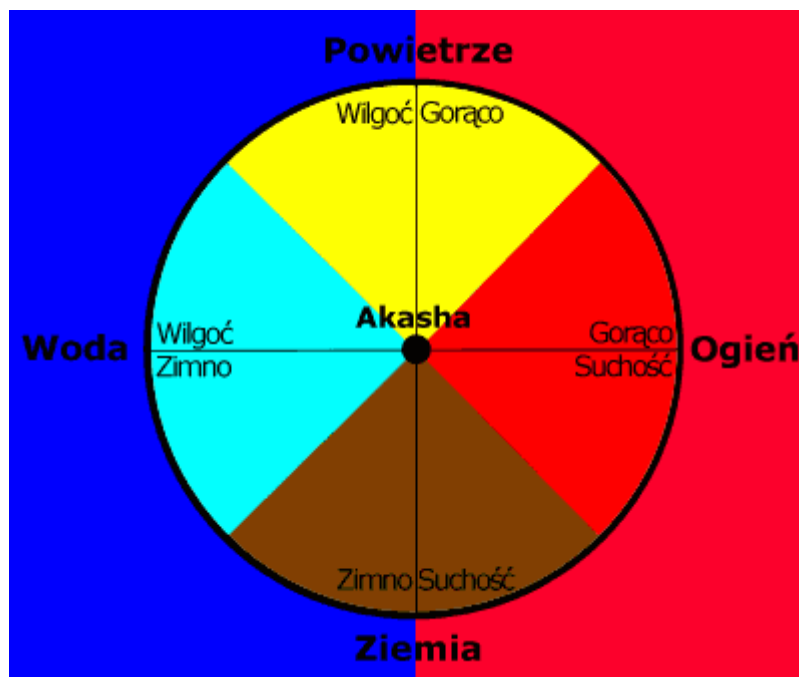 Powietrze
Wilgoć Gorąco
Akasha
Woda
Wilgoć
Zimno
Gorąco
Suchość
Ogień
Zimno Suchość
Ziemia